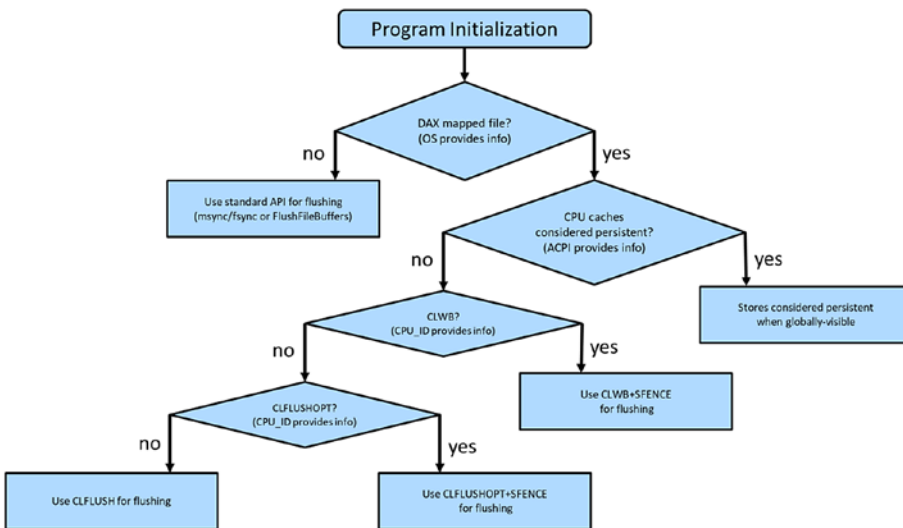 Program Initialization
DAX mapped file?
(OS provides info)
no
yes
Use standard API for flushing
(msync/fsync or FlushFileBuffers)
CPU caches
considered persistent?
(ACPI provides info)
no
yes
CLWB?
(CPU_ID provides info)
Stores considered persistent
when globally-visible
no
yes
CLFLUSHOPT?
(CPU_ID provides info)
Use CLWB+SFENCE
for flushing
no
yes
Use CLFLUSH for flushing
Use CLFLUSHOPT+SFENCE
for flushing